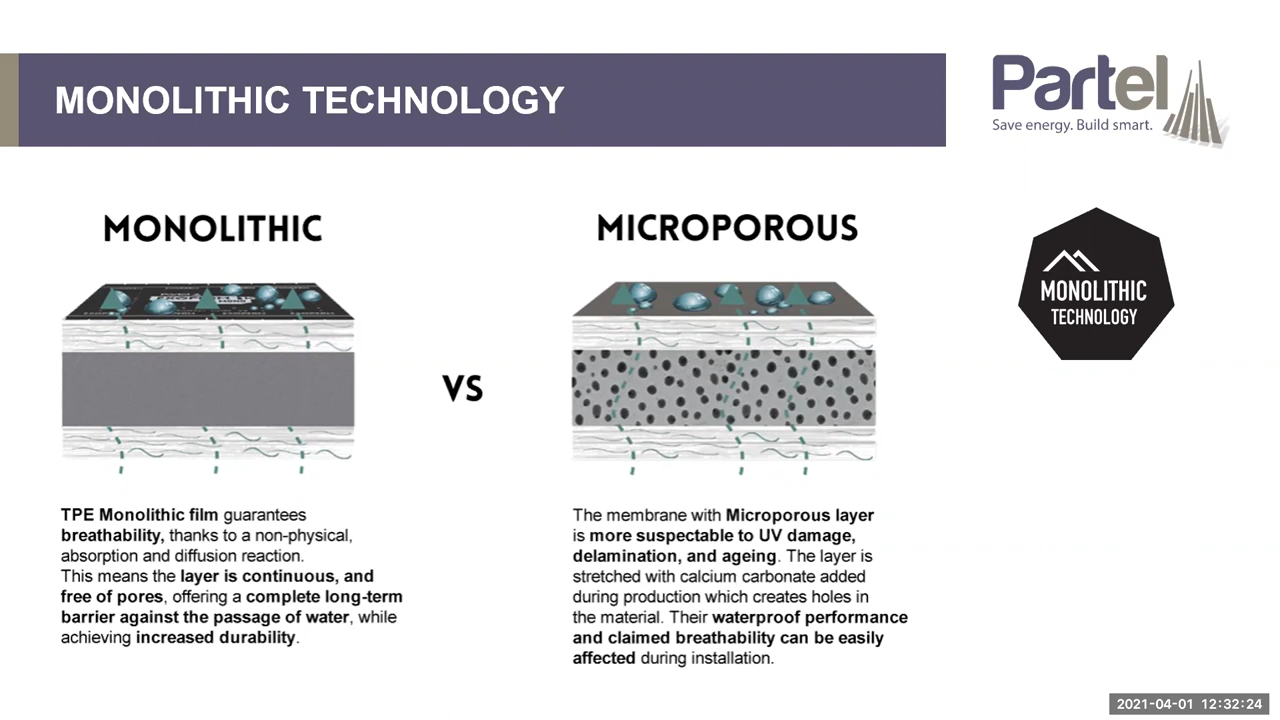 MONOLITHIC TECHNOLOGY
Partel
Save energy. Build smart.
MONOLITHIC
VS
MICROPOROUS
MONOLITHIC
TECHNOLOGY
TPE Monolithic film guarantees
breathability, thanks to a non-physical,
absorption and diffusion reaction.
This means the layer is continuous, and
free of pores, offering a complete long-term
barrier against the passage of water, while
achieving increased durability.
The membrane with Microporous layer
is more suspectable to UV damage,
delamination, and ageing. The layer is
stretched with calcium carbonate added
during production which creates holes in
the material. Their waterproof performance
and claimed breathability can be easily
affected during installation.
2021-04-01 12:32:24